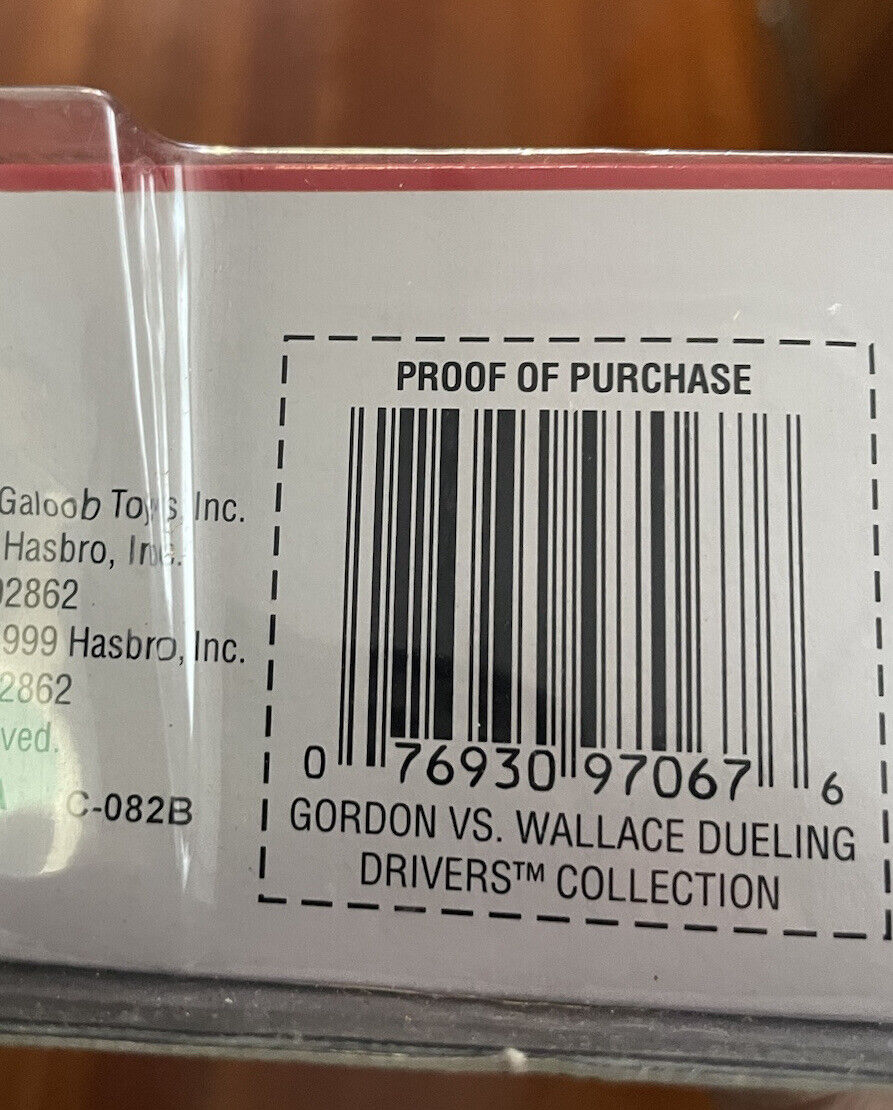 PROOF OF PURCHASE
Galoob Toys, Inc.
Hasbro, Inc.
02862
999 Hasbro, Inc.
2862
ved.
A C-082B
0 76930 97067 6
GORDON VS. WALLACE DUELING
DRIVERS™ COLLECTION